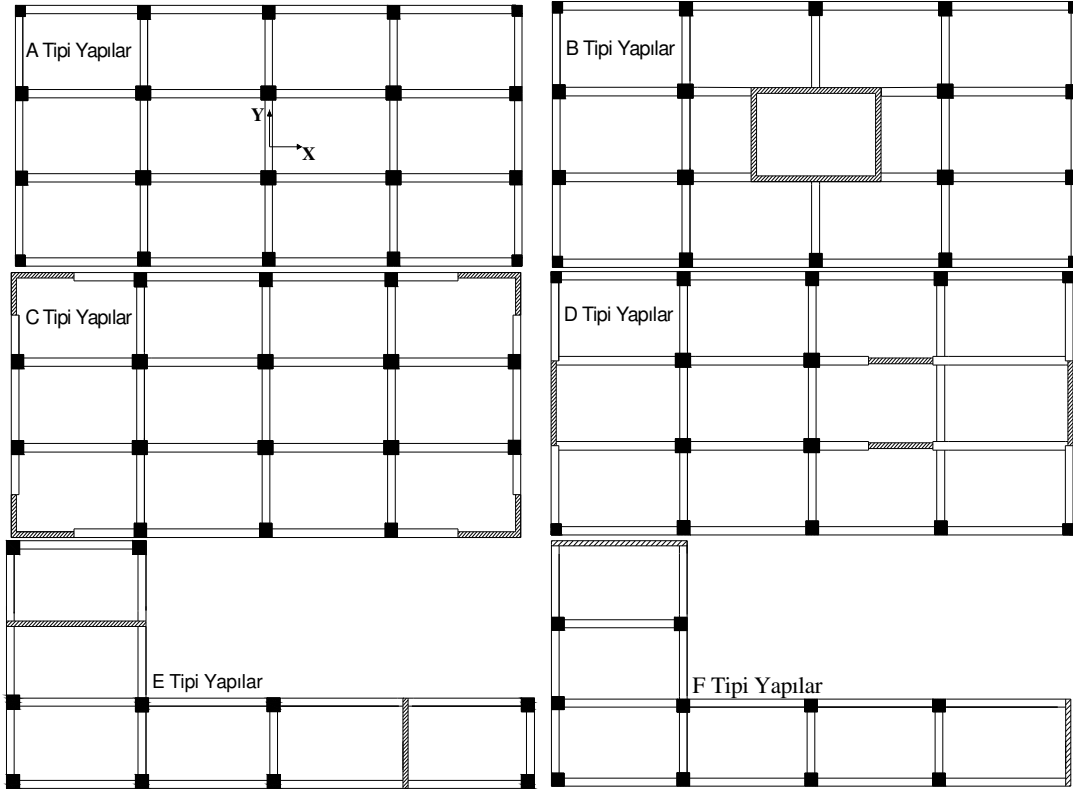 A Tipi Yapılar
B Tipi Yapılar
Y
X
C Tipi Yapılar
D Tipi Yapılar
E Tipi Yapılar
F Tipi Yapılar